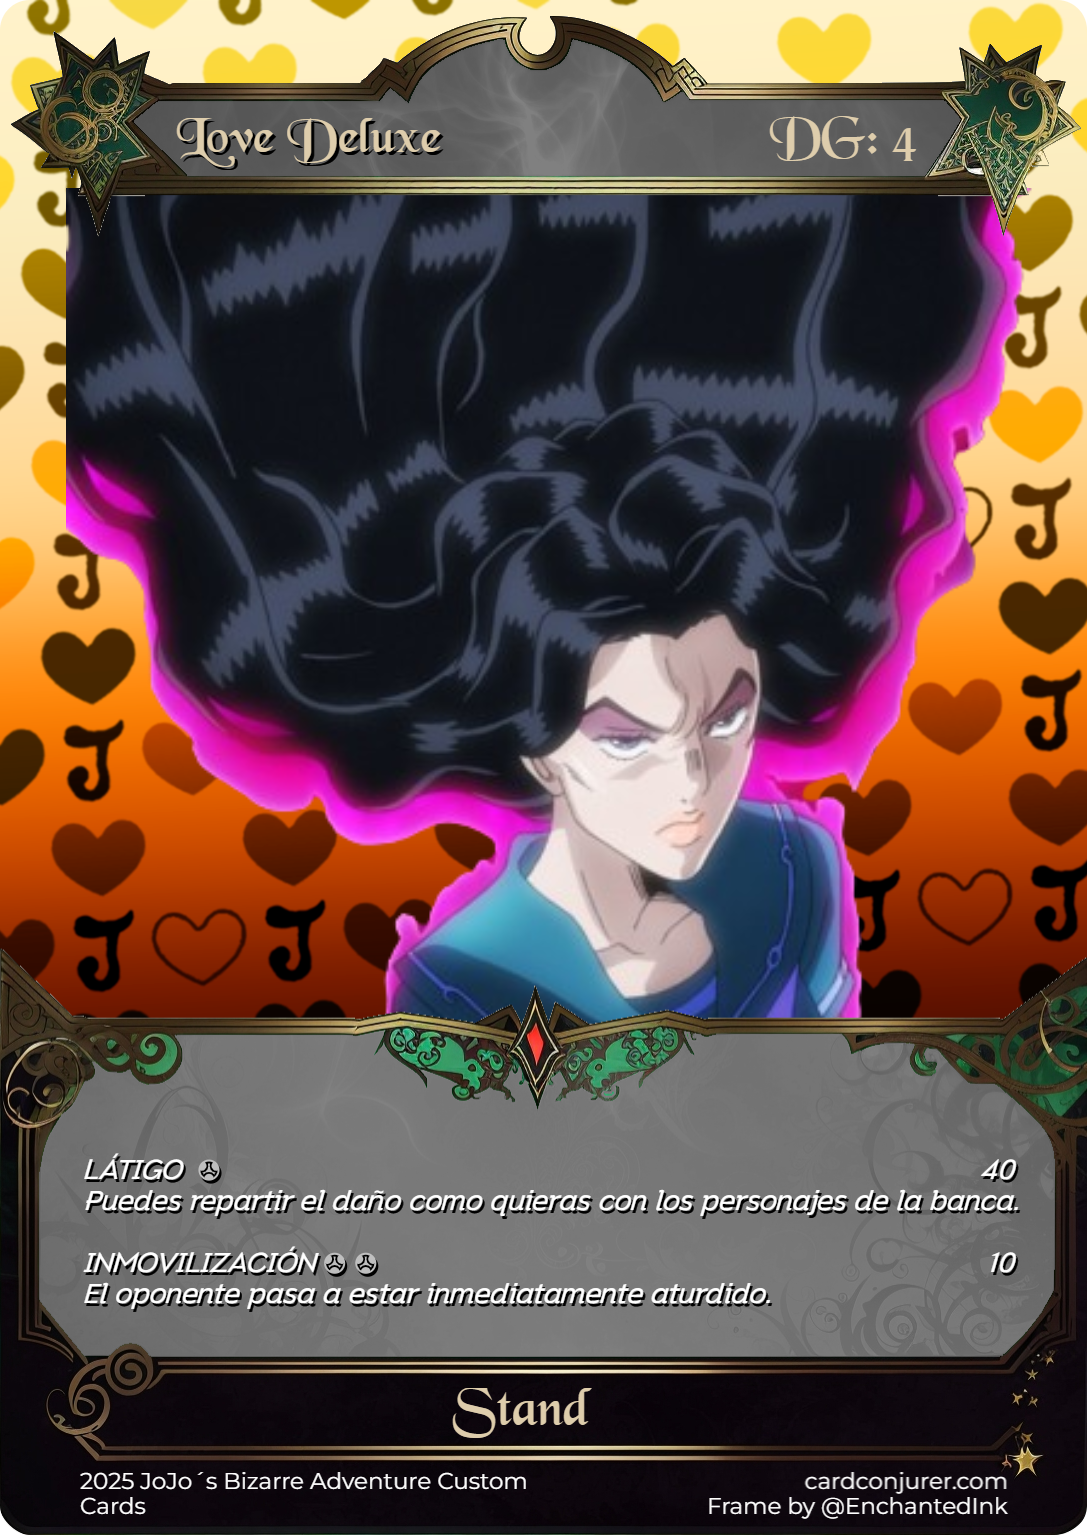 Love Deluxe
DG: 4
LÁTIGO 40
Puedes repartir el daño como quieras con los personajes de la banca.
INMOVILIZACIÓN 10
El oponente pasa a estar inmediatamente aturdido.
Stand
2025 JoJo´s Bizarre Adventure Custom
Cards
cardconjurer.com
Frame by @EnchantedInk